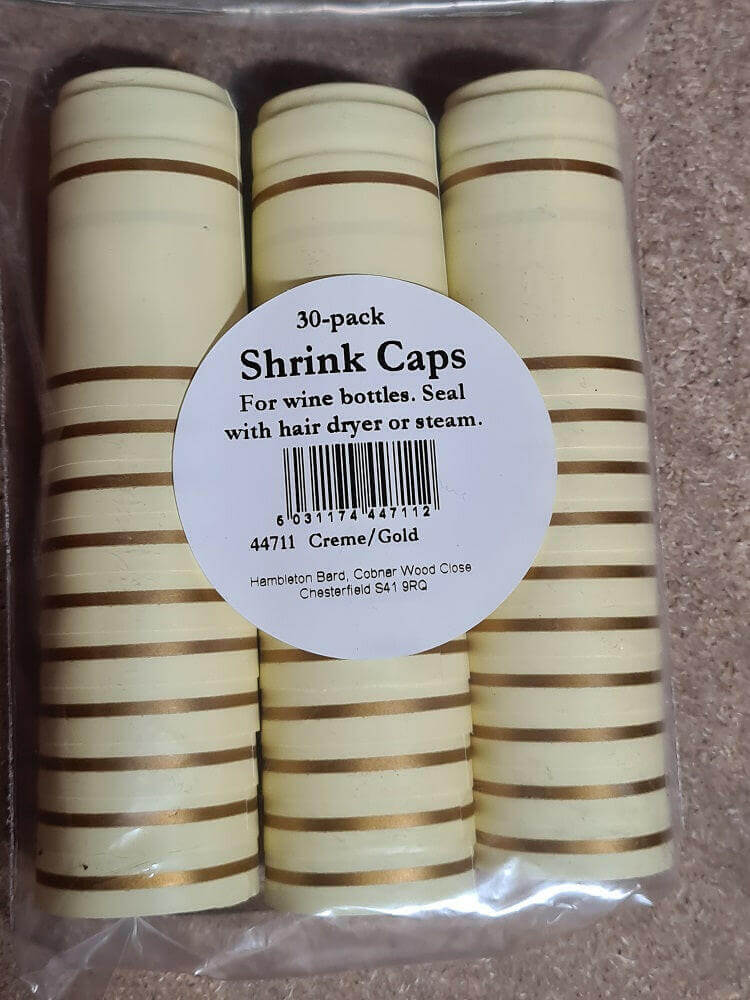 30-pack
Shrink Caps
For wine bottles. Seal
with hair dryer or steam.
5 031174 447112
44711 Creme/Gold
Hambleton Bard, Cobnar Wood Close
Chesterfield S41 9RQ